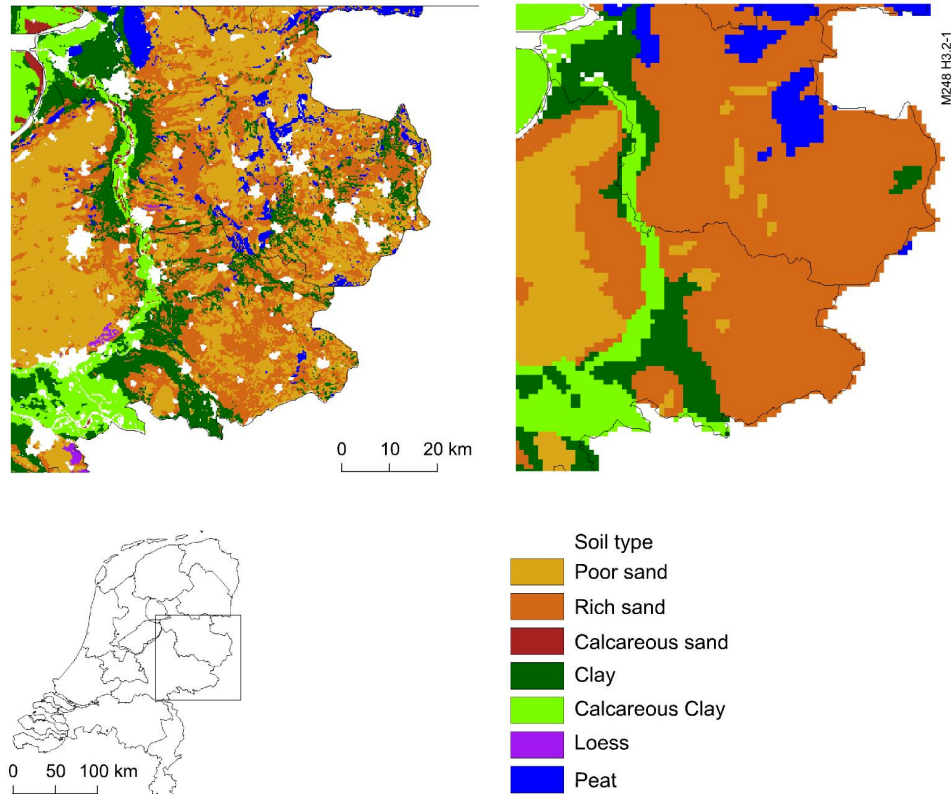 M248 H3.2-1
0 10 20 km
0 50 100 km
Soil type
Poor sand
Rich sand
Calcareous sand
Clay
Calcareous Clay
Loess
Peat